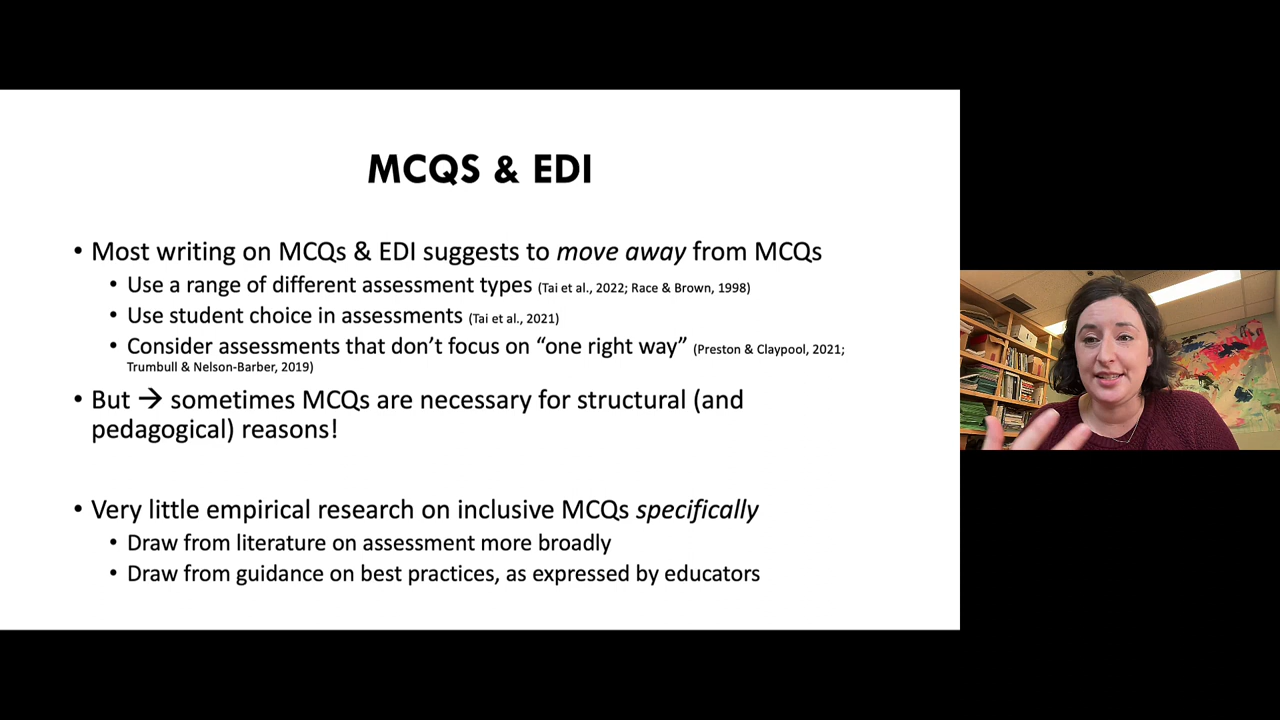 MCQS & EDI
• Most writing on MCQs & EDI suggests to move away from MCQs
• Use a range of different assessment types (Tai et al., 2022; Race & Brown, 1998)
• Use student choice in assessments (Tai et al., 2021)
• Consider assessments that don’t focus on “one right way” (Preston & Claypool, 2021;
Trumbull & Nelson-Barber, 2019)
• But → sometimes MCQs are necessary for structural (and
pedagogical) reasons!
• Very little empirical research on inclusive MCQs specifically
• Draw from literature on assessment more broadly
• Draw from guidance on best practices, as expressed by educators